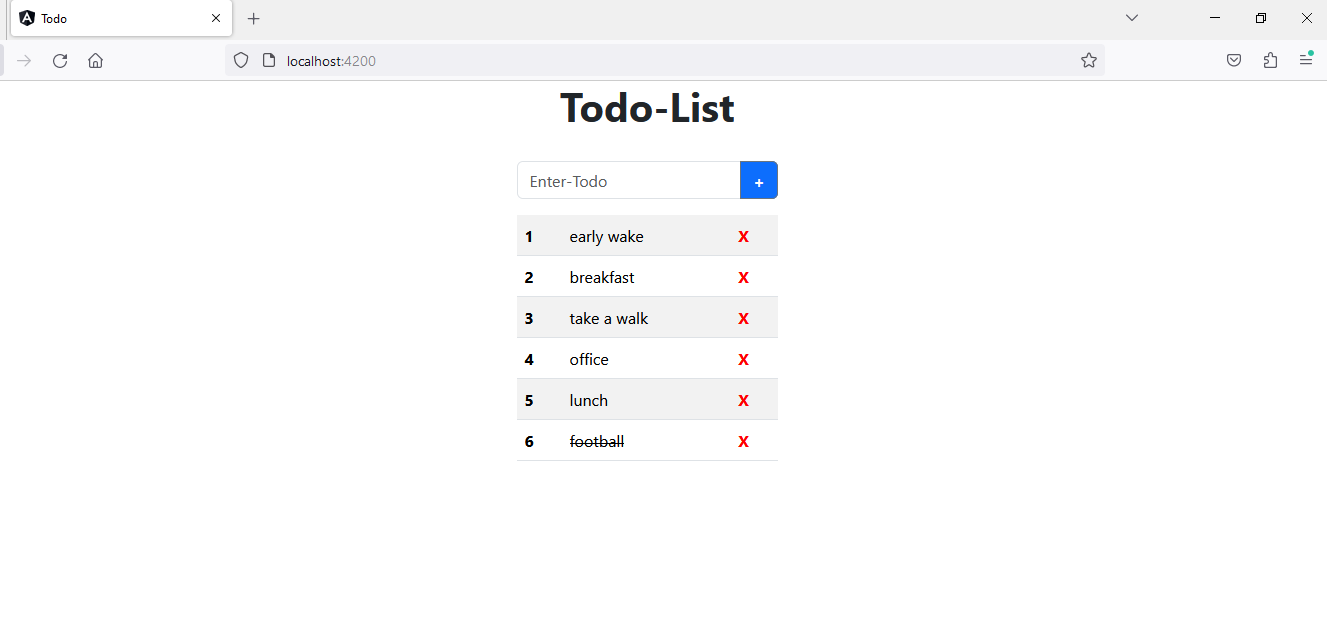 Todo
localhost:4200
Todo-List
Enter-Todo +
1 early wake X
2 breakfast X
3 take a walk X
4 office X
5 lunch X
6 football X